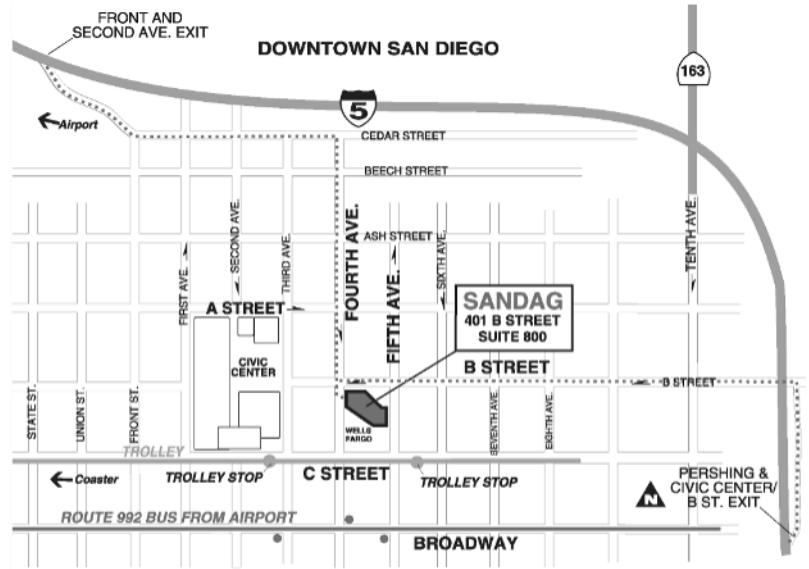 FRONT AND
SECOND AVE. EXIT
DOWNTOWN SAN DIEGO
163
5
Airport
CEDAR STREET
BEECH STREET
FIRST AVE.
SECOND AVE.
THIRD AVE.
FOURTH AVE.
ASH STREET
FIFTH AVE.
SIXTH AVE.
TENTH AVE.
A STREET
SANDAG
401 B STREET
SUITE 800
CIVIC
CENTER
B STREET
B STREET
STATE ST.
UNION ST.
FRONT ST.
WELLS
FARGO
SEVENTH AVE.
EIGHTH AVE.
TROLLEY
Coaster
TROLLEY STOP
C STREET
TROLLEY STOP
N
PERSHING &
CIVIC CENTER/
B ST. EXIT
ROUTE 992 BUS FROM AIRPORT
BROADWAY